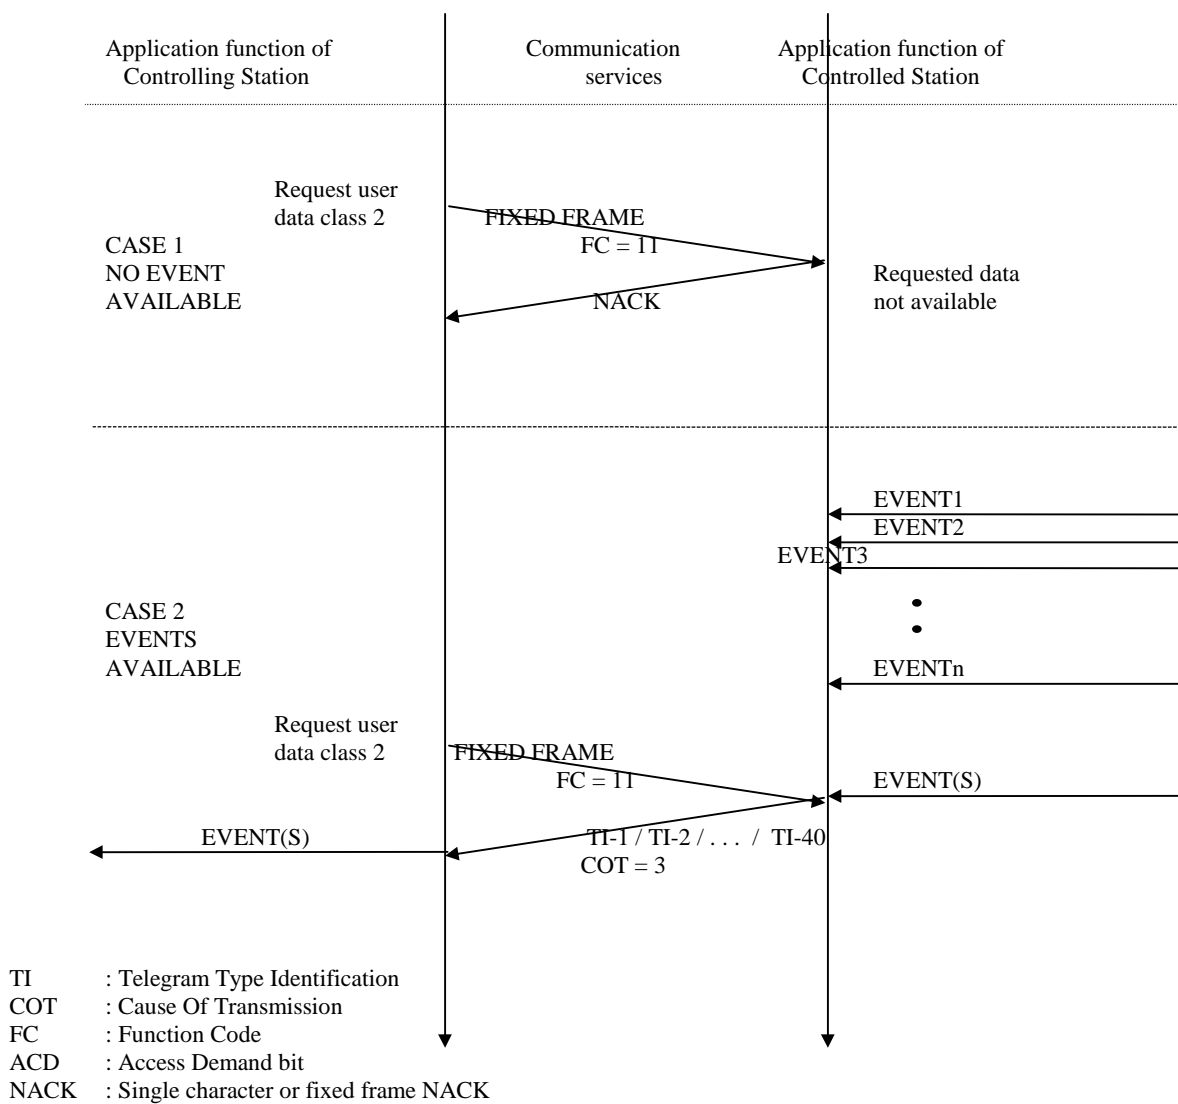 Application function of Controlling Station
Communication services
Application function of Controlled Station
Request user
data class 2
FIXED FRAME
FC = 11
CASE 1
NO EVENT
AVAILABLE
NACK
Requested data
not available
EVENT1
EVENT2
EVENT3
CASE 2
EVENTS
AVAILABLE
EVENTn
Request user
data class 2
FIXED FRAME
FC = 11
EVENT(S)
EVENT(S)
TI-1 / TI-2 / . . . / TI-40
COT = 3
TI : Telegram Type Identification
COT : Cause Of Transmission
FC : Function Code
ACD : Access Demand bit
NACK : Single character or fixed frame NACK